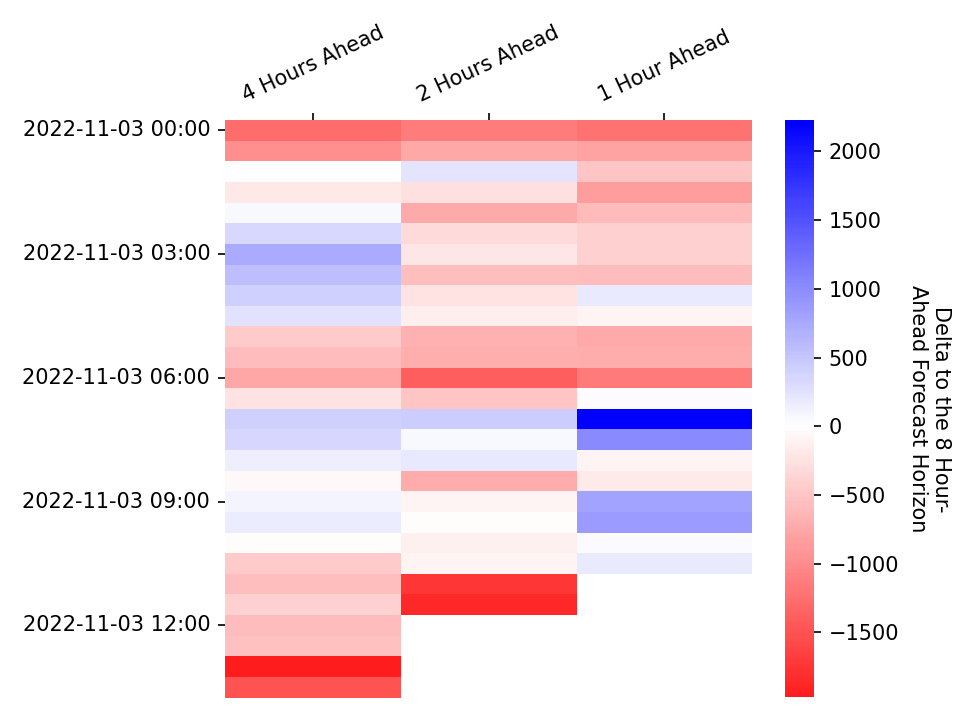 4 Hours Ahead
2 Hours Ahead
1 Hour Ahead
2022-11-03 00:00
2022-11-03 03:00
2022-11-03 06:00
2022-11-03 09:00
2022-11-03 12:00
2000
1500
1000
500
0
−500
−1000
−1500
Delta to the 8 Hour-
Ahead Forecast Horizon